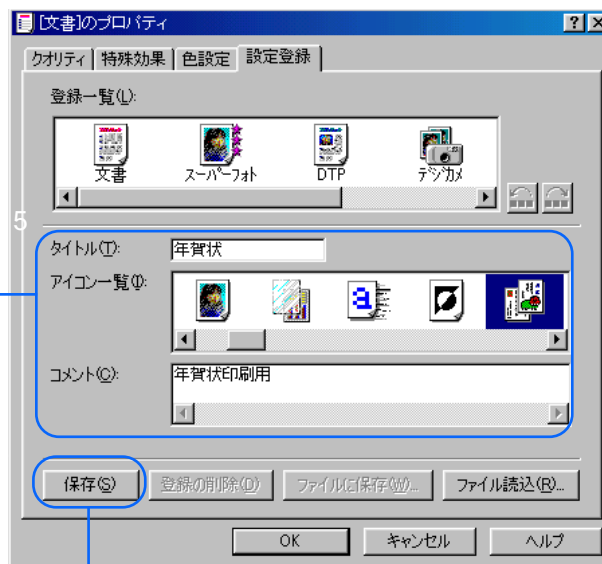 [文書]のプロパティ
クオリティ 特殊効果 色設定 設定登録
登録一覧(L):
文書 スーパーフォト DTP デジカメ
5
タイトル(T): 年賀状
アイコン一覧(I):
a
コメント(C): 年賀状印刷用
保存(S) 登録の削除(D) ファイルに保存(W)... ファイル読込(R)...
OK キャンセル ヘルプ